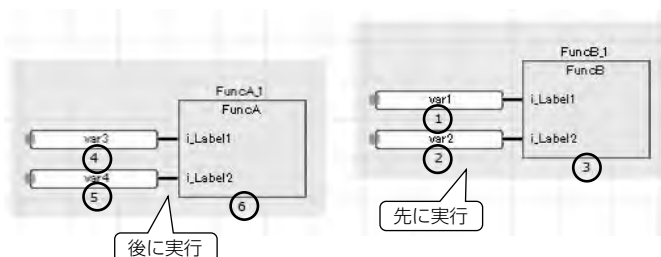 FuncA_1
FuncA
var3
i_Label1
4
var4
i_Label2
5
6
後に実行
FuncB_1
FuncB
var1
i_Label1
1
var2
i_Label2
2
3
先に実行